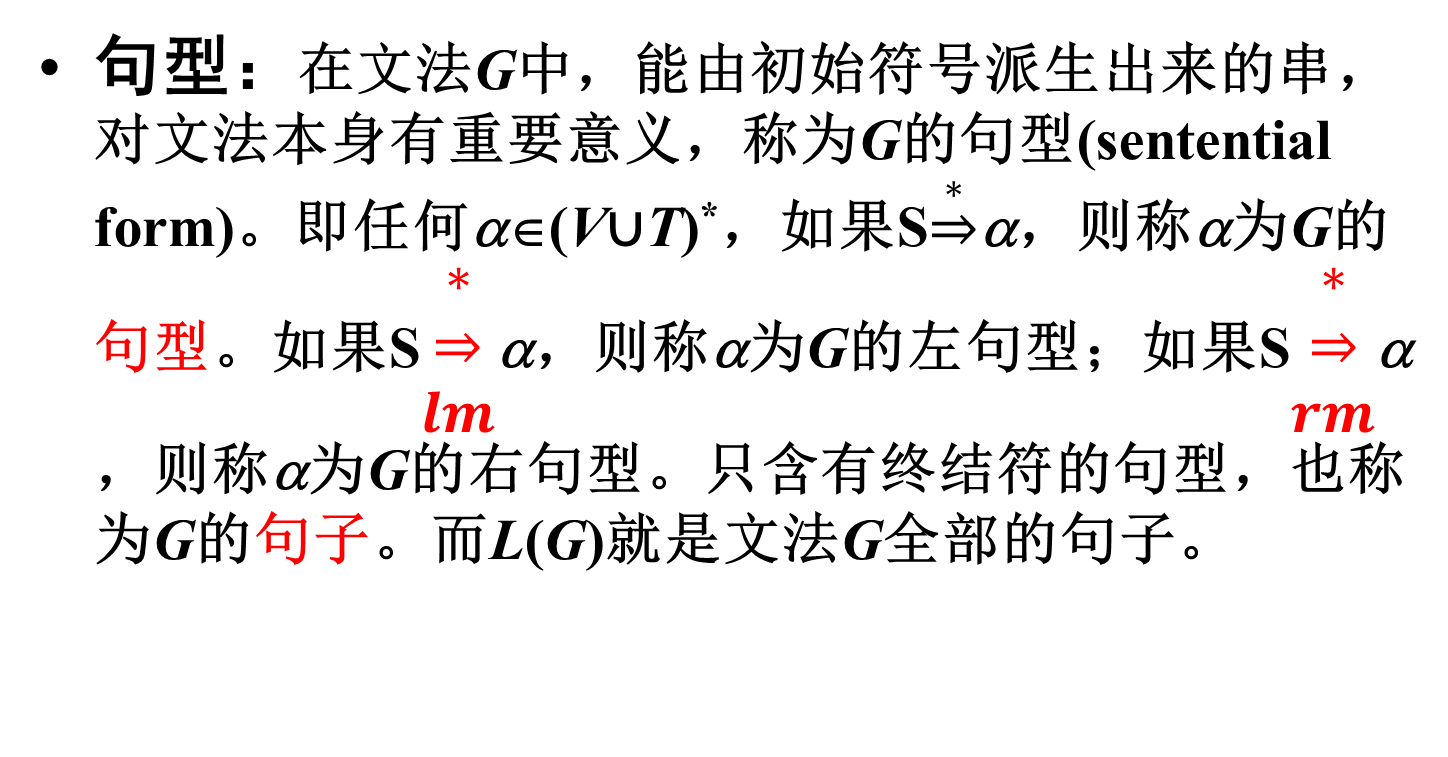 • 句型：在文法G中，能由初始符号派生出来的串，
对文法本身有重要意义，称为G的句型(sentential
*
form)。即任何α∈(V∪T)*，如果S⇒α，则称α为G的
* *
句型。如果S ⇒ α，则称α为G的左句型；如果S ⇒ α
lm rm
，则称α为G的右句型。只含有终结符的句型，也称
为G的句子。而L(G)就是文法G全部的句子。